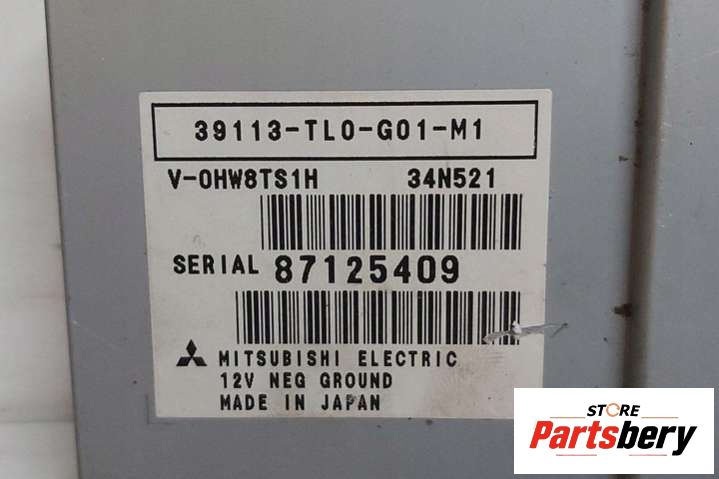 39113-TL0-G01-M1
V-0HW8TS1H 34N521
SERIAL 87125409
MITSUBISHI ELECTRIC
12V NEG GROUND
MADE IN JAPAN
STORE
Partsbery